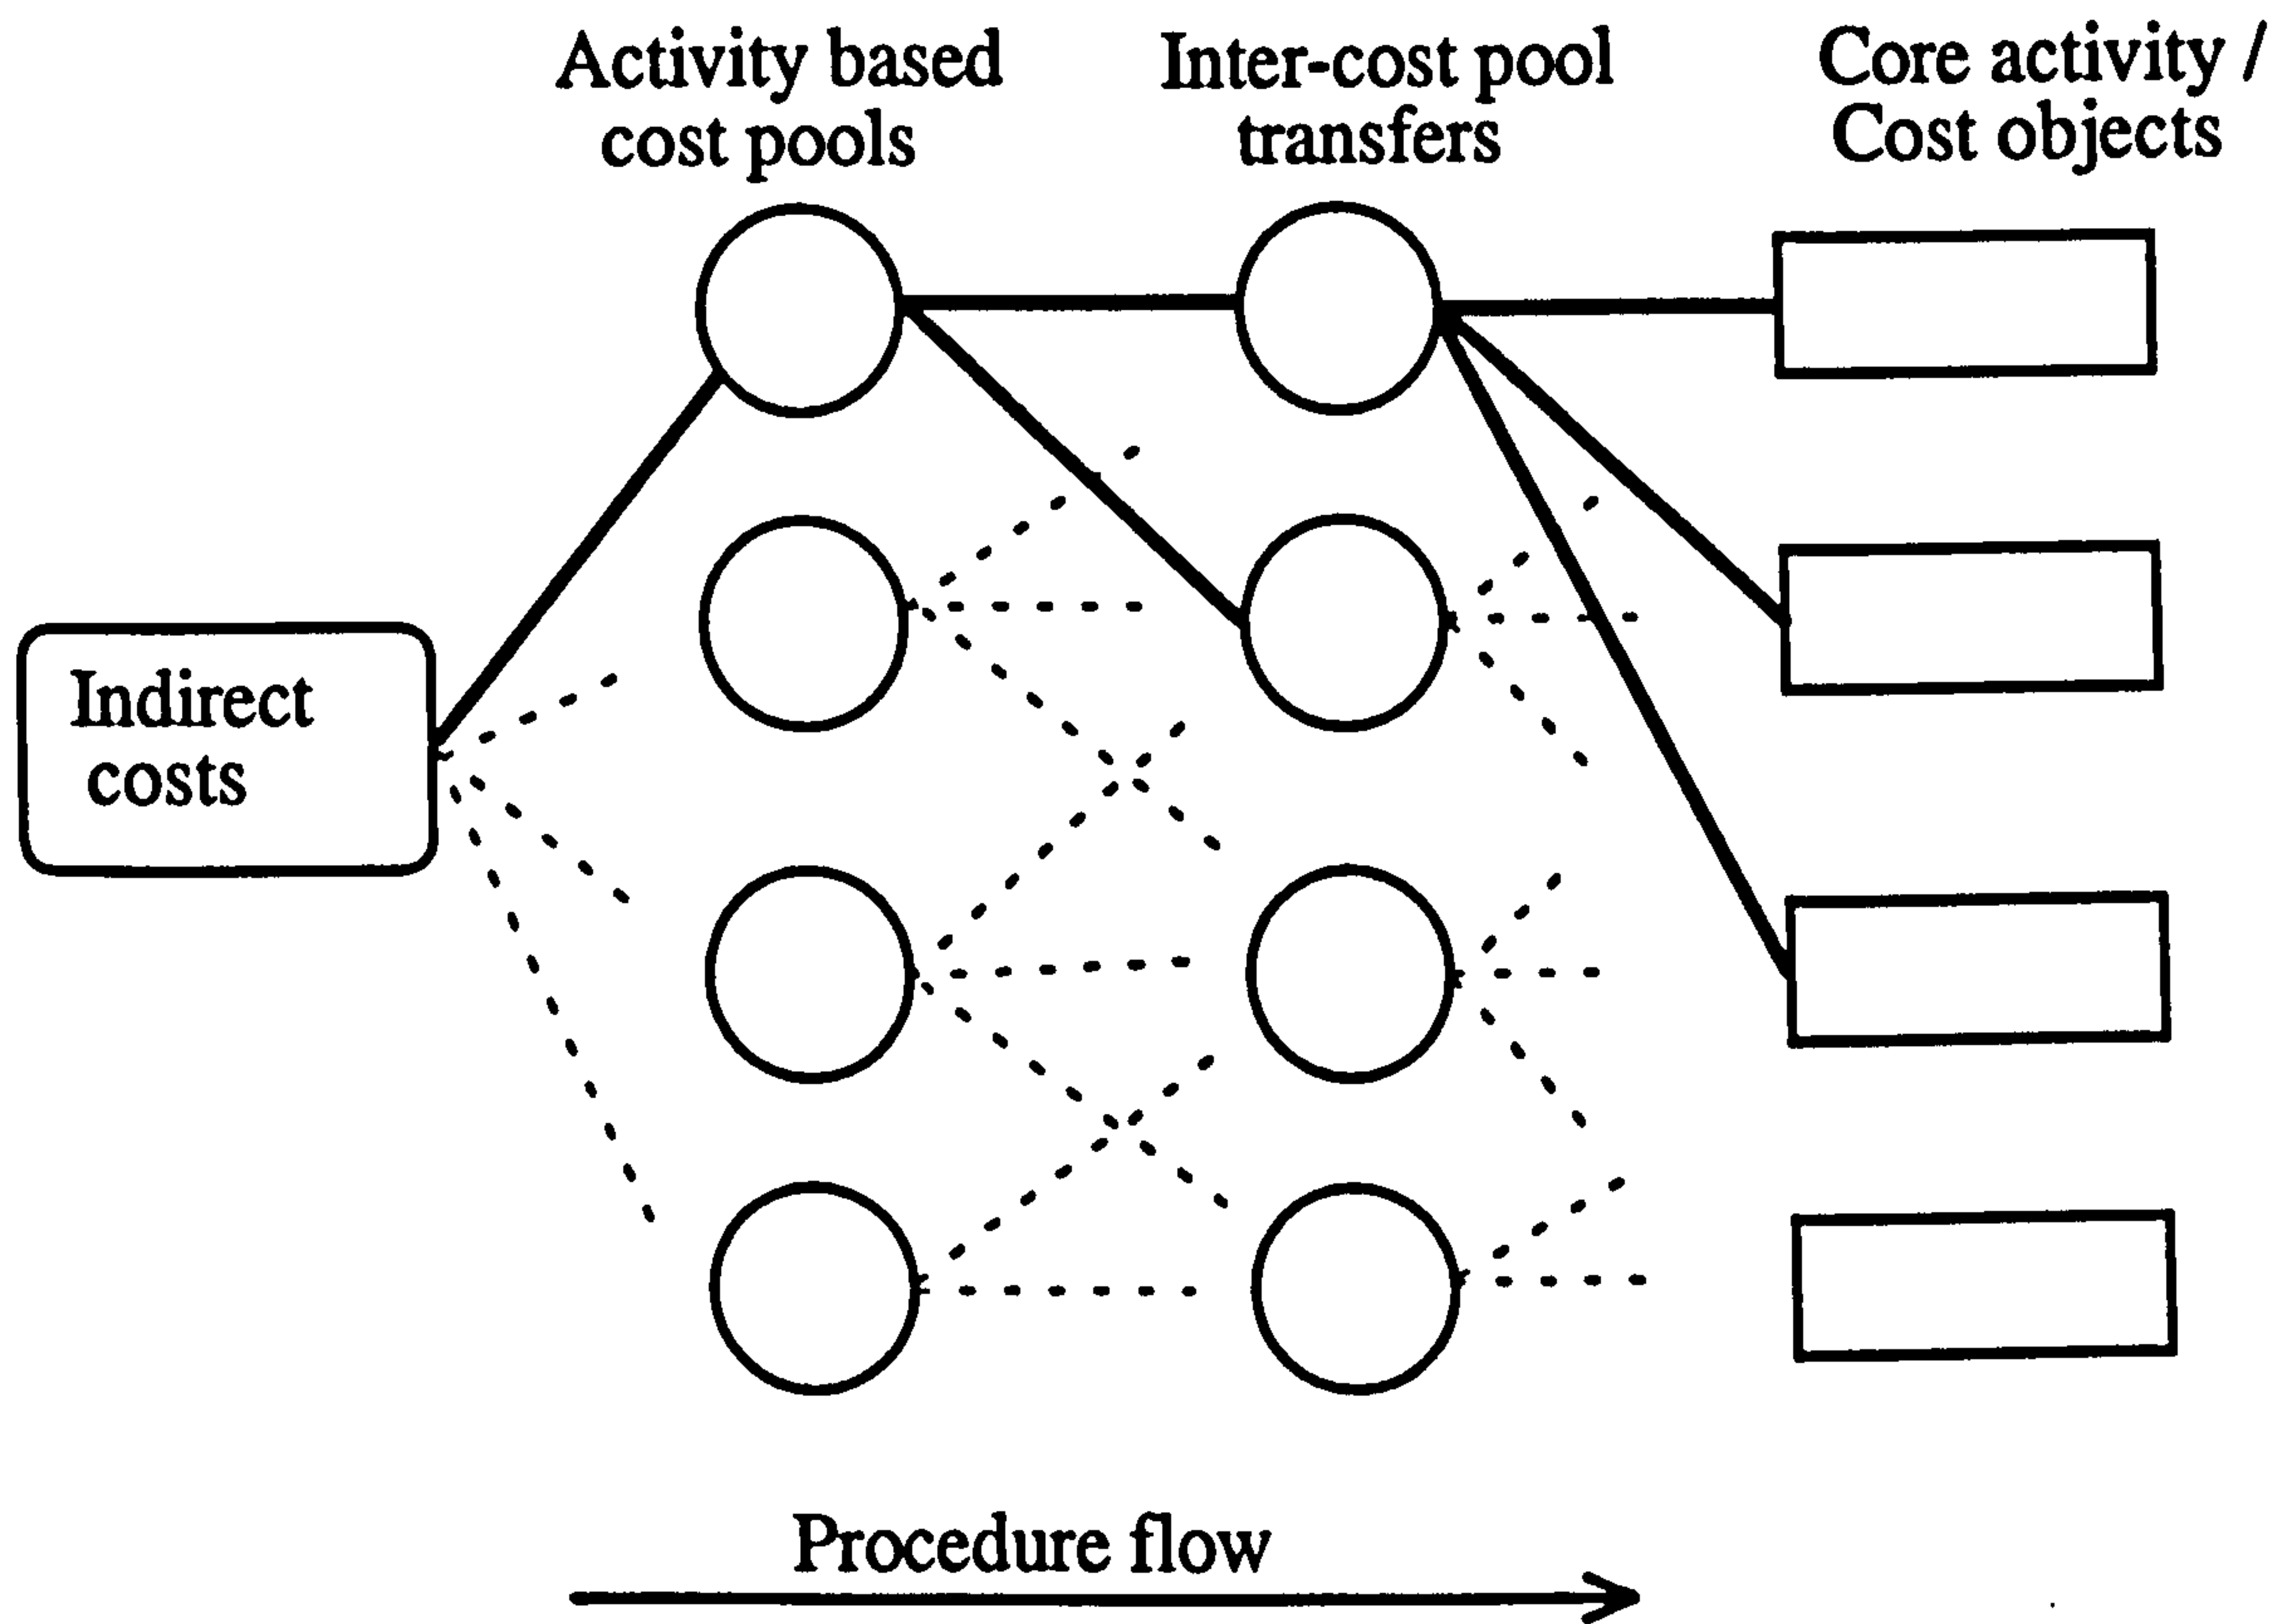 Activity based
cost pools
Inter-cost pool
transfers
Core activity /
Cost objects
Indirect
costs
Procedure flow